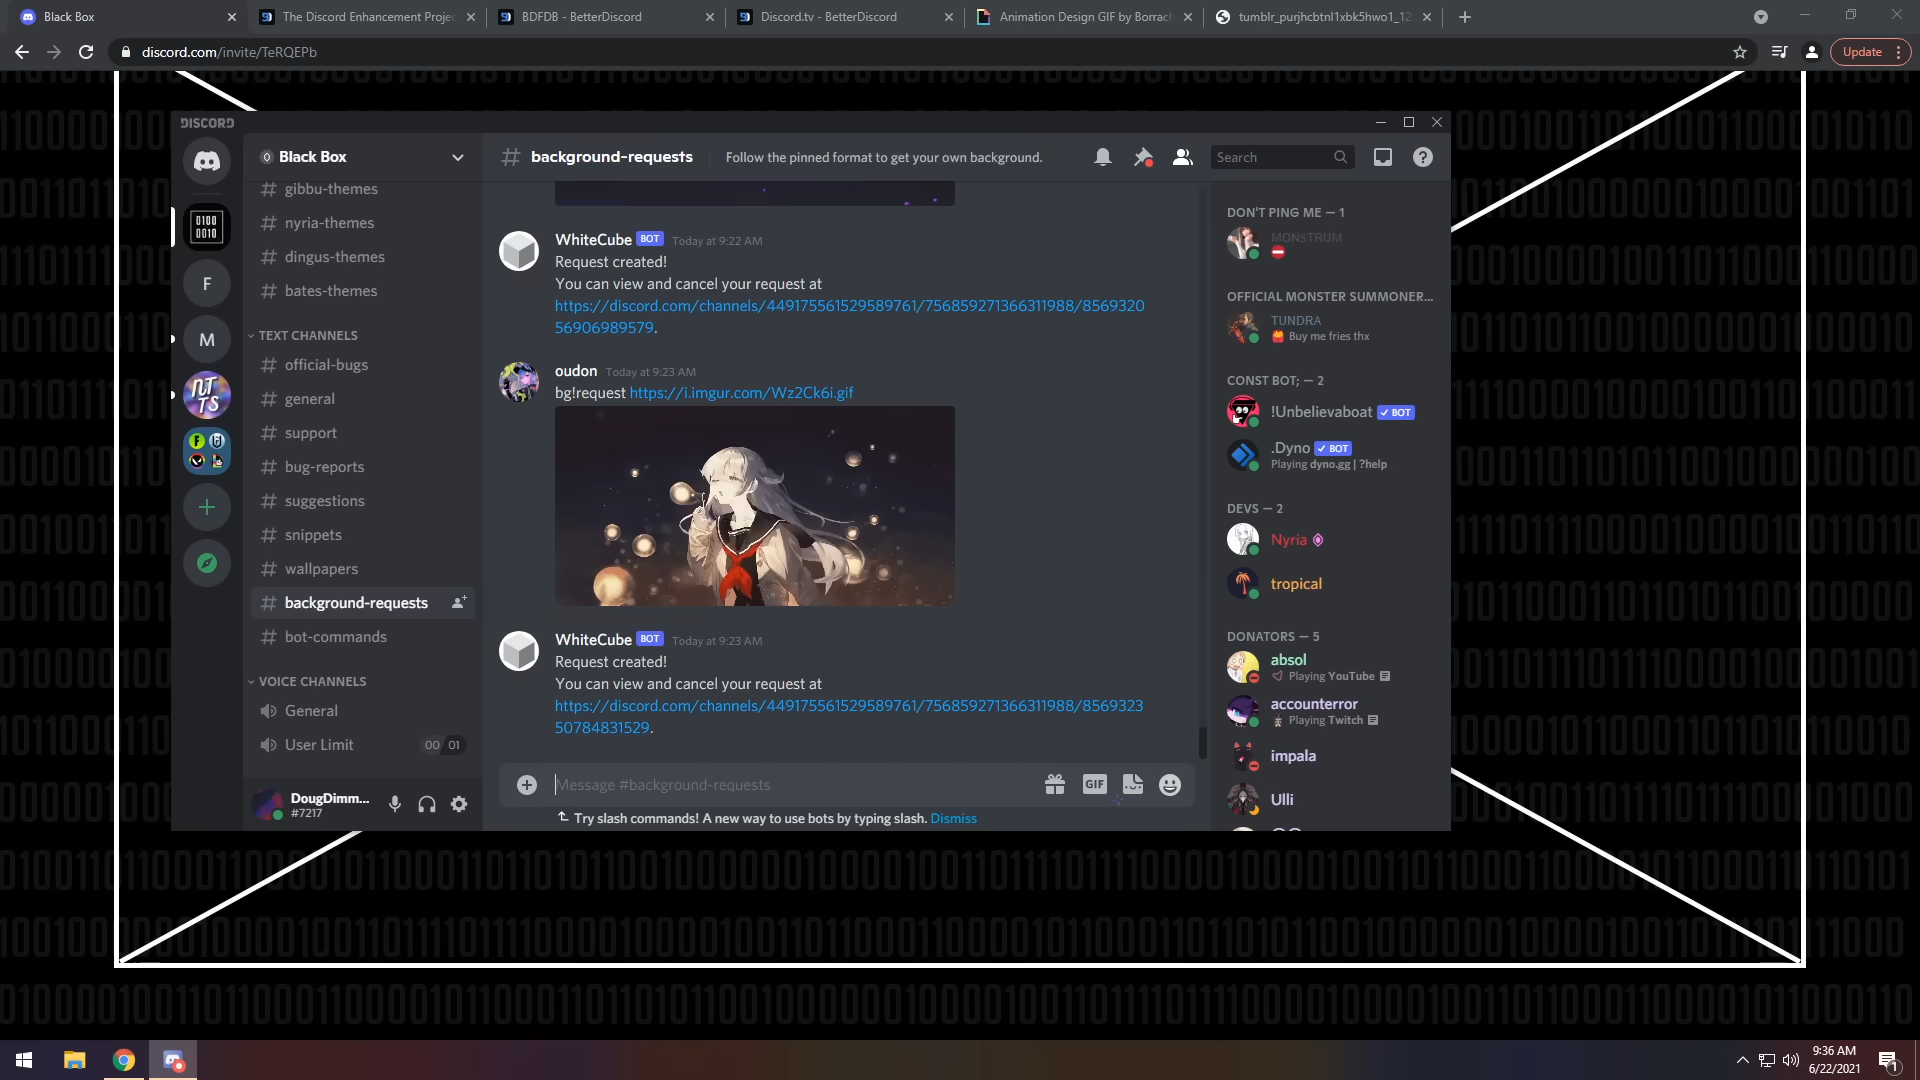 Black Box
The Discord Enhancement Projec
BDFDB - BetterDiscord
Discord.tv - BetterDiscord
Animation Design GIF by Borrach
tumblr_purjhcbtnl1xbk5hwo1_12
discord.com/invite/TeRQEPb
Update
DISCORD
Black Box
gibbu-themes
nyria-themes
dingus-themes
bates-themes
TEXT CHANNELS
official-bugs
general
support
bug-reports
suggestions
snippets
wallpapers
background-requests
bot-commands
VOICE CHANNELS
General
User Limit 00 01
DougDimm...
#7217
0100
0010
F
M
NT
TS
background-requests
Follow the pinned format to get your own background.
Search
WhiteCube BOT Today at 9:22 AM
Request created!
You can view and cancel your request at
https://discord.com/channels/449175561529589761/756859271366311988/8569320
56906989579.
oudon Today at 9:23 AM
bg!request https://i.imgur.com/Wz2Ck6i.gif
WhiteCube BOT Today at 9:23 AM
Request created!
You can view and cancel your request at
https://discord.com/channels/449175561529589761/756859271366311988/8569323
50784831529.
Message #background-requests
GIF
Try slash commands! A new way to use bots by typing slash. Dismiss
DON'T PING ME — 1
MONsTRUM
OFFICIAL MONSTER SUMMONER...
TUNDRA
Buy me fries thx
CONST BOT; — 2
!Unbelievaboat BOT
.Dyno BOT
Playing dyno.gg | ?help
DEVS — 2
Nyria
tropical
DONATORS — 5
absol
Playing YouTube
accounterror
Playing Twitch
impala
Ulli
9:36 AM
6/22/2021
1